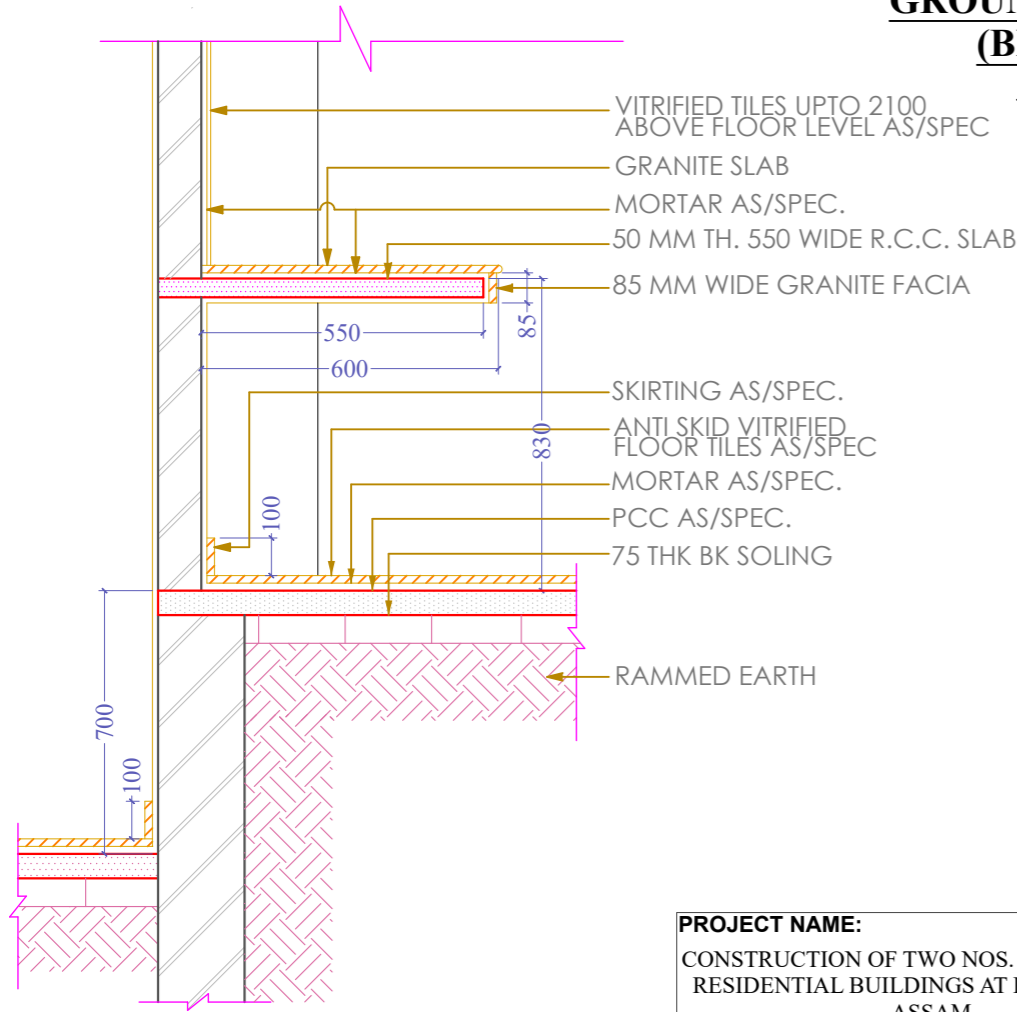 VITRIFIED TILES UPTO 2100
ABOVE FLOOR LEVEL AS/SPEC
GRANITE SLAB
MORTAR AS/SPEC.
50 MM TH. 550 WIDE R.C.C. SLAB
85 MM WIDE GRANITE FACIA
85
550
600
SKIRTING AS/SPEC.
ANTI SKID VITRIFIED
FLOOR TILES AS/SPEC
830
MORTAR AS/SPEC.
100
PCC AS/SPEC.
75 THK BK SOLING
RAMMED EARTH
700
100
PROJECT NAME:
CONSTRUCTION OF TWO NOS.
RESIDENTIAL BUILDINGS AT
ASSAM